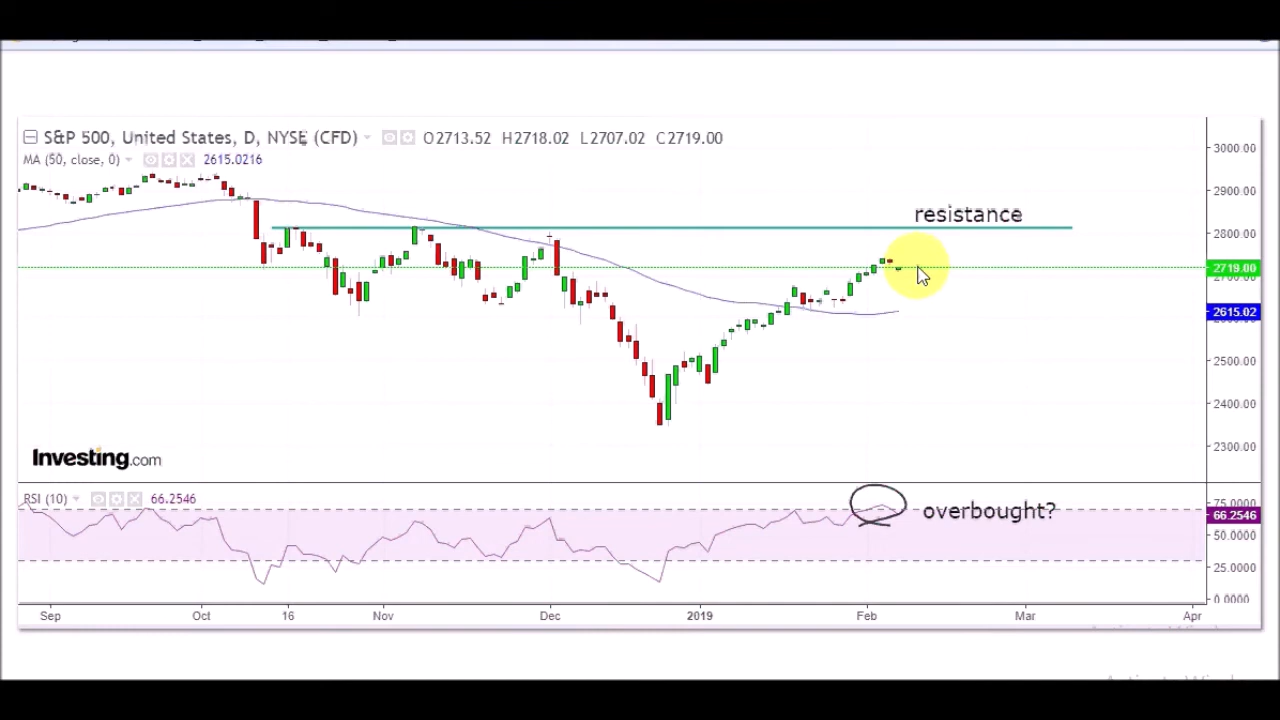 S&P 500, United States, D, NYSE (CFD) O2713.52 H2718.02 L2707.02 C2719.00
MA (50, close, 0) 2615.0216
3000.00
2900.00
resistance
2800.00
2719.00
2615.02
2500.00
2400.00
2300.00
Investing.com
RSI (10) 66.2546
75.0000
overbought?
66.2546
50.0000
25.0000
0.0000
Sep Oct 16 Nov Dec 2019 Feb Mar Apr